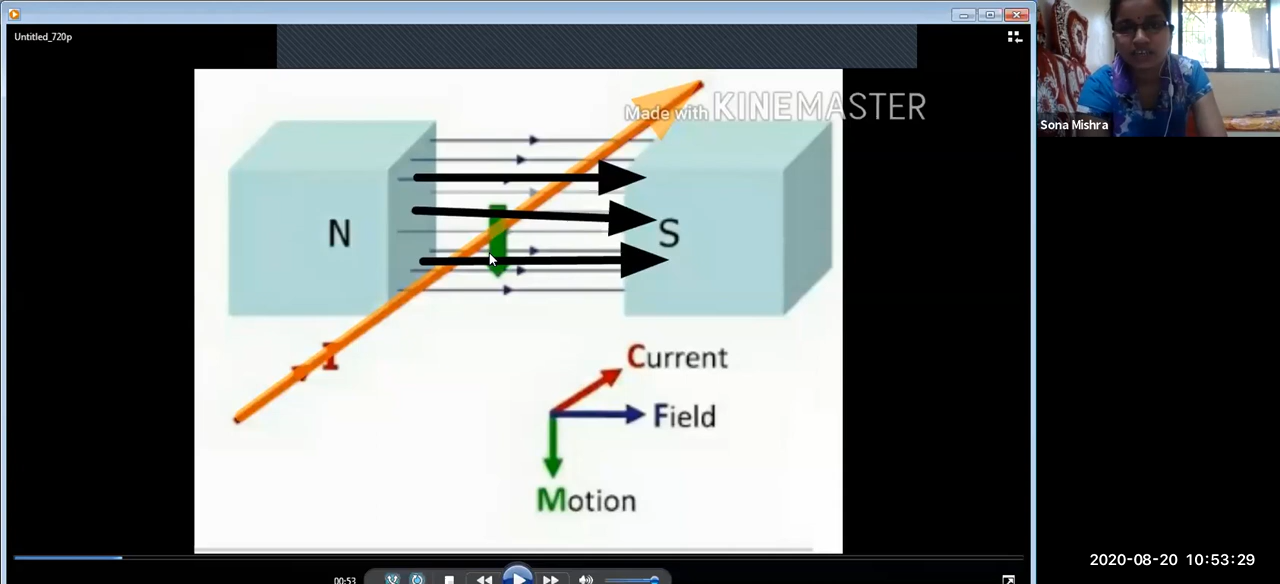 Untitled_720p
Made with KINEMASTER
Sona Mishra
N
S
I
Current
Field
Motion
2020-08-20 10:53:29
00:53